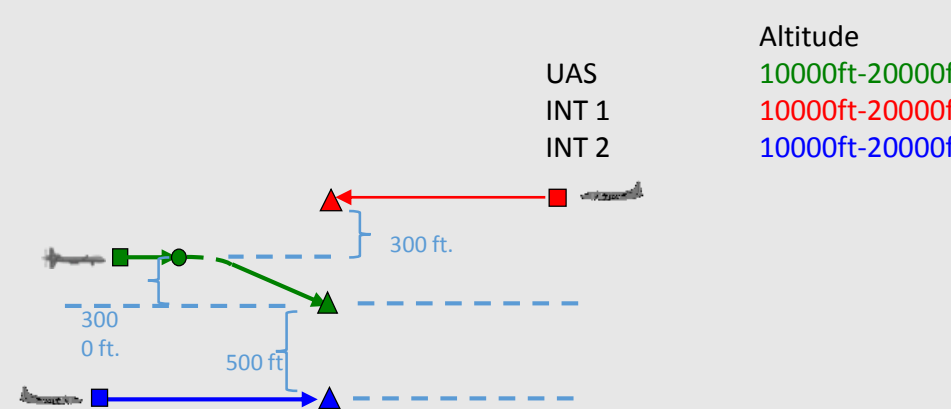 Altitude
UAS 10000ft-20000f
INT 1 10000ft-20000f
INT 2 10000ft-20000f
300 ft.
300
0 ft.
500 ft